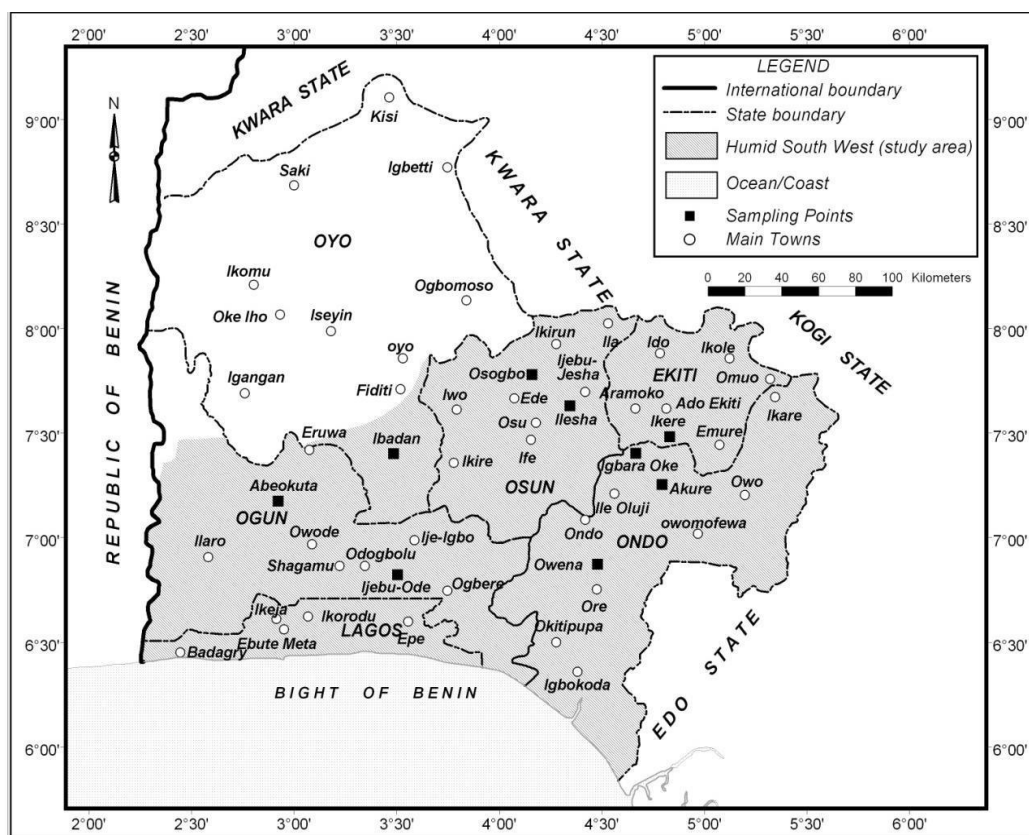 2°00' 2°30' 3°00' 3°30' 4°00' 4°30' 5°00' 5°30' 6°00'
LEGEND
International boundary
State boundary
Humid South West (study area)
Ocean/Coast
Sampling Points
Main Towns
0 20 40 60 80 100 Kilometers
N
9°00' 9°00'
8°30' 8°30'
8°00' 8°00'
7°30' 7°30'
7°00' 7°00'
6°30' 6°30'
6°00' 6°00'
KWARA STATE
KWARA STATE
KOGI STATE
EDO STATE
REPUBLIC OF BENIN
BIGHT OF BENIN
Kisi
Saki
Igbetti
OYO
Ikomu
Ogbomoso
Oke Iho
Iseyin
oyo
Igangan
Fiditi
Eruwa
Ibadan
Ikirun
Ila
Ijebu-
Jesha
Osogbo
Iwo
Ede
Ilesha
Osu
Ife
Ikire
OSUN
Ido
Ikole
EKITI
Omuo
Aramoko
Ado Ekiti
Ikare
Ikere
Emure
Igbara Oke
Akure
Owo
Ile Oluji
owomofewa
Ondo
ONDO
Owena
Ore
Okitipupa
Igbokoda
Abeokuta
OGUN
Owode
Ije-Igbo
Ilaro
Odogbolu
Shagamu
Ijebu-Ode
Ogbere
Ikeja
Ikorodu
LAGOS
Epe
Ebute Meta
Badagry
2°00' 2°30' 3°00' 3°30' 4°00' 4°30' 5°00' 5°30' 6°00'